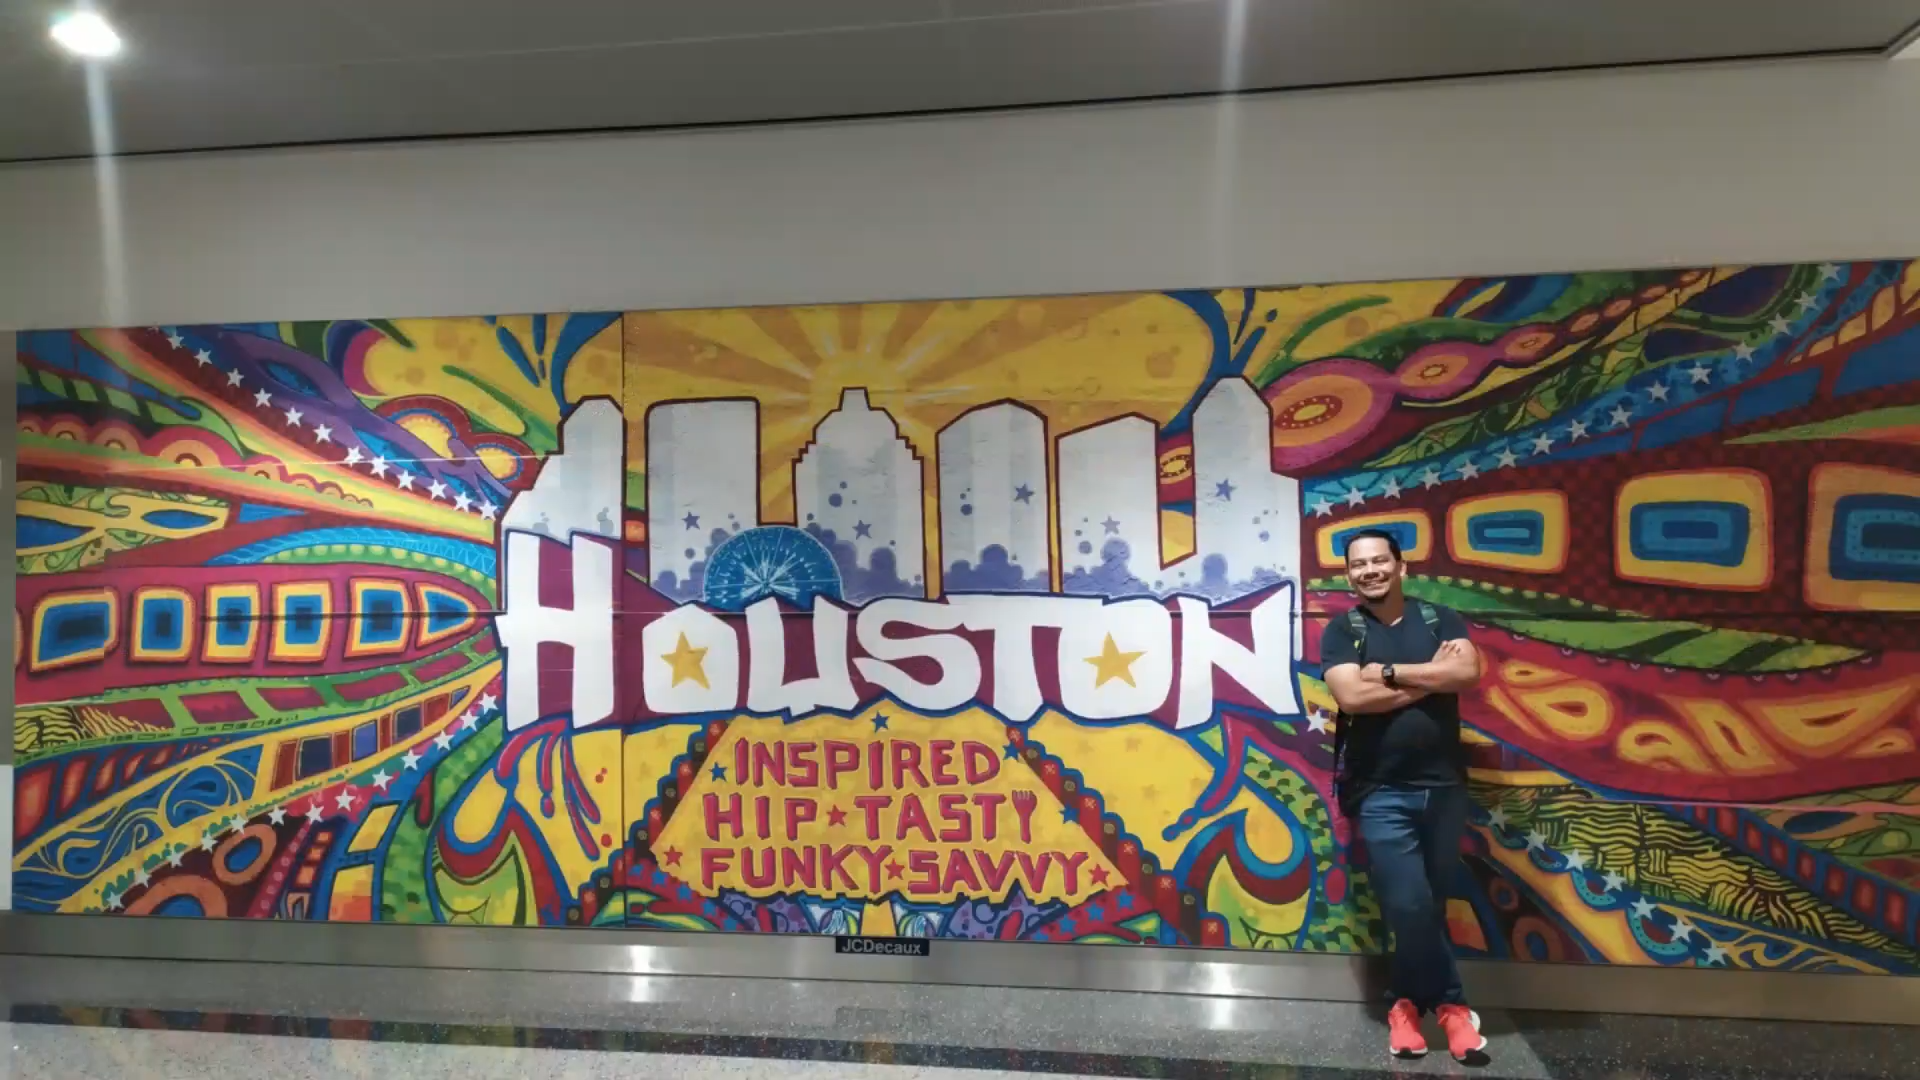 HOUSTON
INSPIRED
HIP★TASTY
FUNKY★SAVVY
JCDecaux